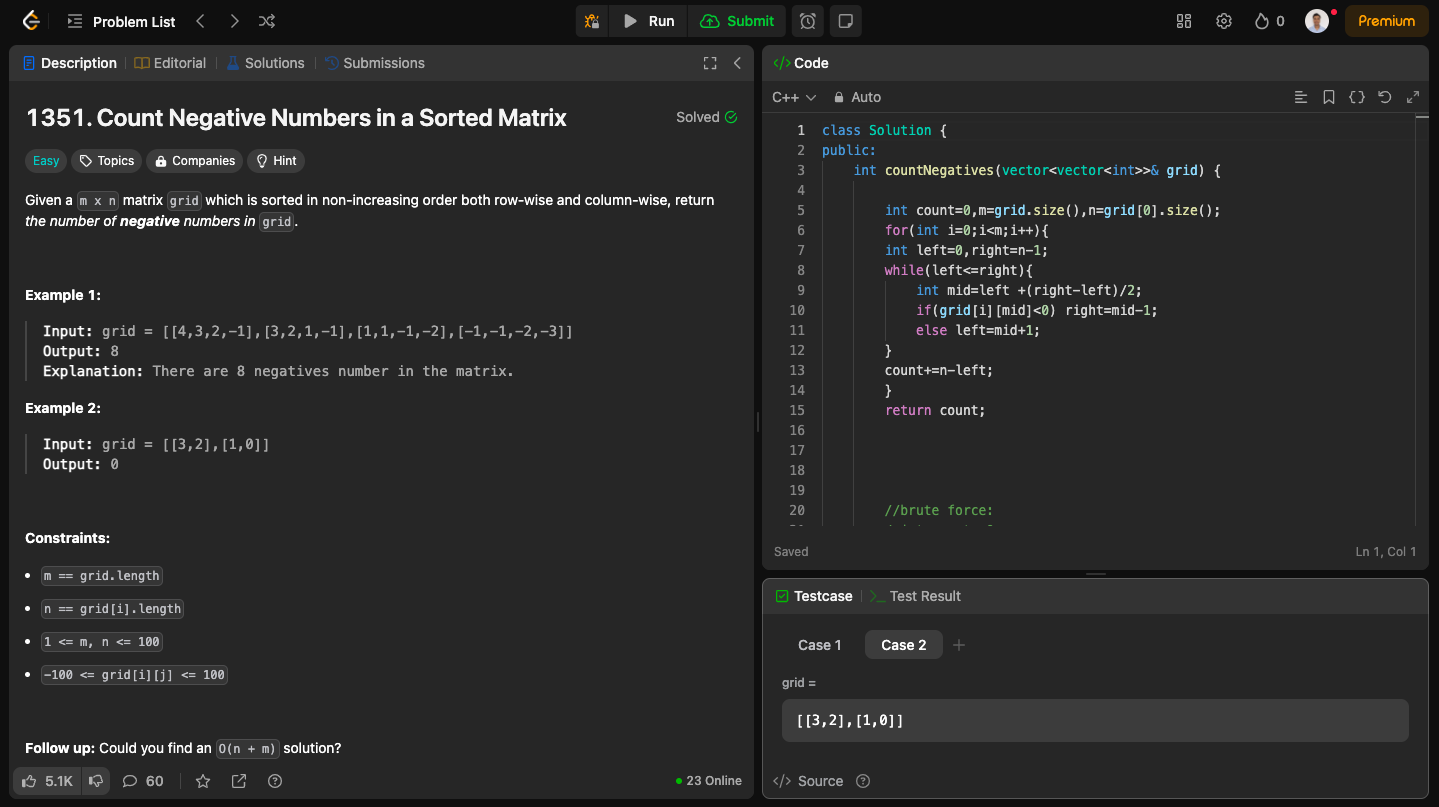 Problem List
Run
Submit
0
Premium
Description
Editorial
Solutions
Submissions
1351. Count Negative Numbers in a Sorted Matrix
Solved
Easy
Topics
Companies
Hint
Given a m x n matrix grid which is sorted in non-increasing order both row-wise and column-wise, return
the number of negative numbers in grid.
Example 1:
Input: grid = [[4,3,2,-1],[3,2,1,-1],[1,1,-1,-2],[-1,-1,-2,-3]]
Output: 8
Explanation: There are 8 negatives number in the matrix.
Example 2:
Input: grid = [[3,2],[1,0]]
Output: 0
Constraints:
• m == grid.length
• n == grid[i].length
• 1 <= m, n <= 100
• -100 <= grid[i][j] <= 100
Follow up: Could you find an O(n + m) solution?
5.1K
60
23 Online
</> Code
C++
Auto
1 class Solution {
2 public:
3     int countNegatives(vector<vector<int>>& grid) {
4
5         int count=0,m=grid.size(),n=grid[0].size();
6         for(int i=0;i<m;i++){
7         int left=0,right=n-1;
8         while(left<=right){
9             int mid=left +(right-left)/2;
10             if(grid[i][mid]<0) right=mid-1;
11             else left=mid+1;
12         }
13         count+=n-left;
14         }
15         return count;
16
17
18
19
20         //brute force:
Saved
Ln 1, Col 1
Testcase
>_ Test Result
Case 1
Case 2
+
grid =
[[3,2],[1,0]]
</> Source